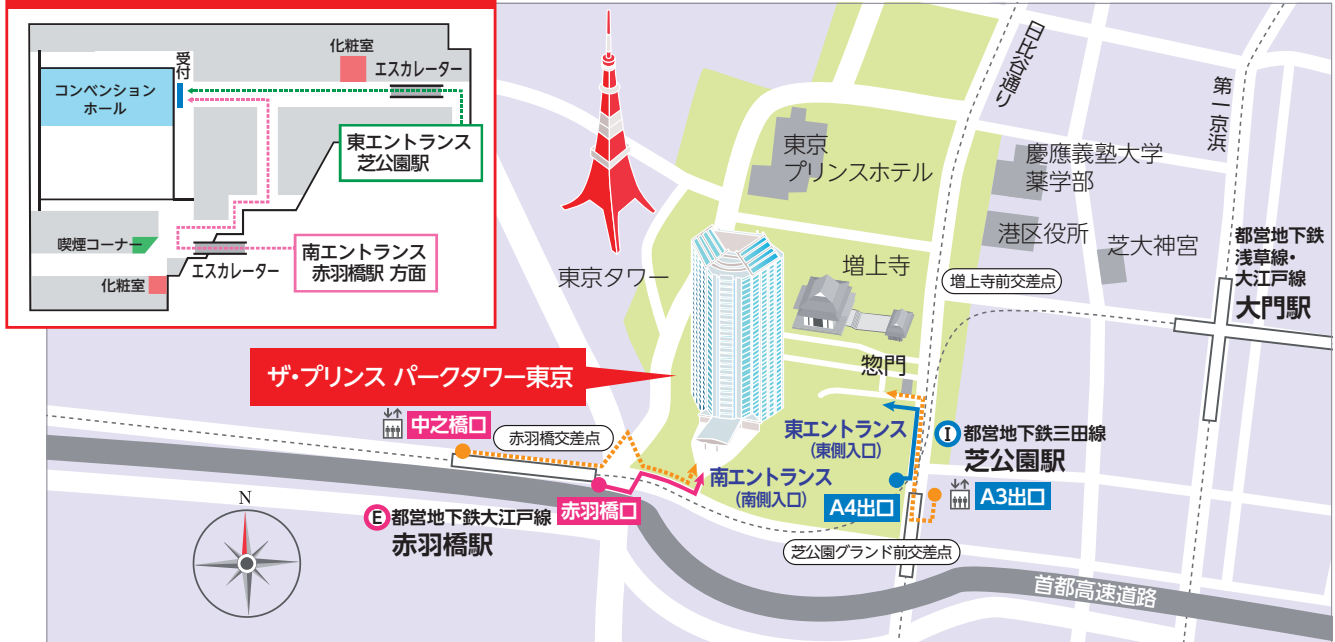 化粧室
受付
エスカレーター
コンベンション
ホール
東エントランス
芝公園駅
喫煙コーナー
エスカレーター
南エントランス
赤羽橋駅 方面
化粧室
日比谷通り
第一京浜
東京
プリンスホテル
慶應義塾大学
薬学部
港区役所
芝大神宮
都営地下鉄
浅草線・
大江戸線
大門駅
東京タワー
増上寺
増上寺前交差点
惣門
ザ・プリンス パークタワー東京
中之橋口
赤羽橋交差点
東エントランス
(東側入口)
I 都営地下鉄三田線
芝公園駅
南エントランス
(南側入口)
A4出口
A3出口
N
E 都営地下鉄大江戸線
赤羽橋口
赤羽橋駅
芝公園グランド前交差点
首都高速道路